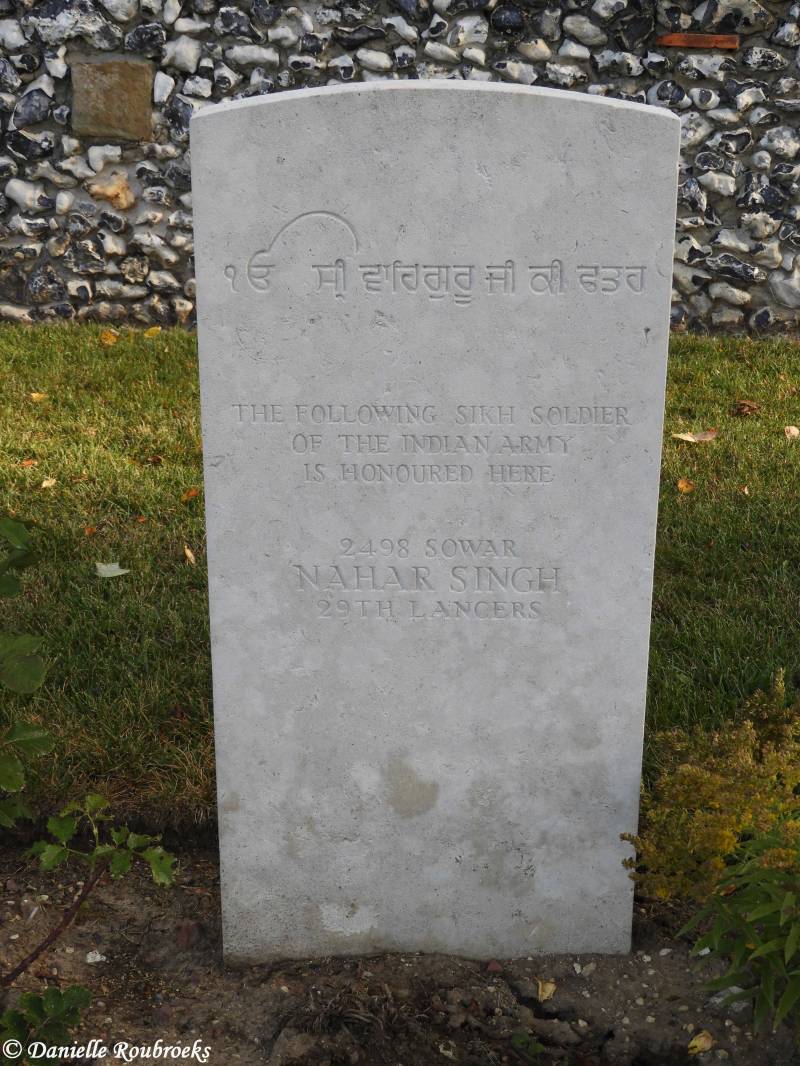 ੴ ਸ੍ਰੀ ਵਾਹਿਗੁਰੂ ਜੀ ਕੀ ਫਤਹ
THE FOLLOWING SIKH SOLDIER
OF THE INDIAN ARMY
IS HONOURED HERE
2498 SOWAR
NAHAR SINGH
29TH LANCERS
© Danielle Roubroeks